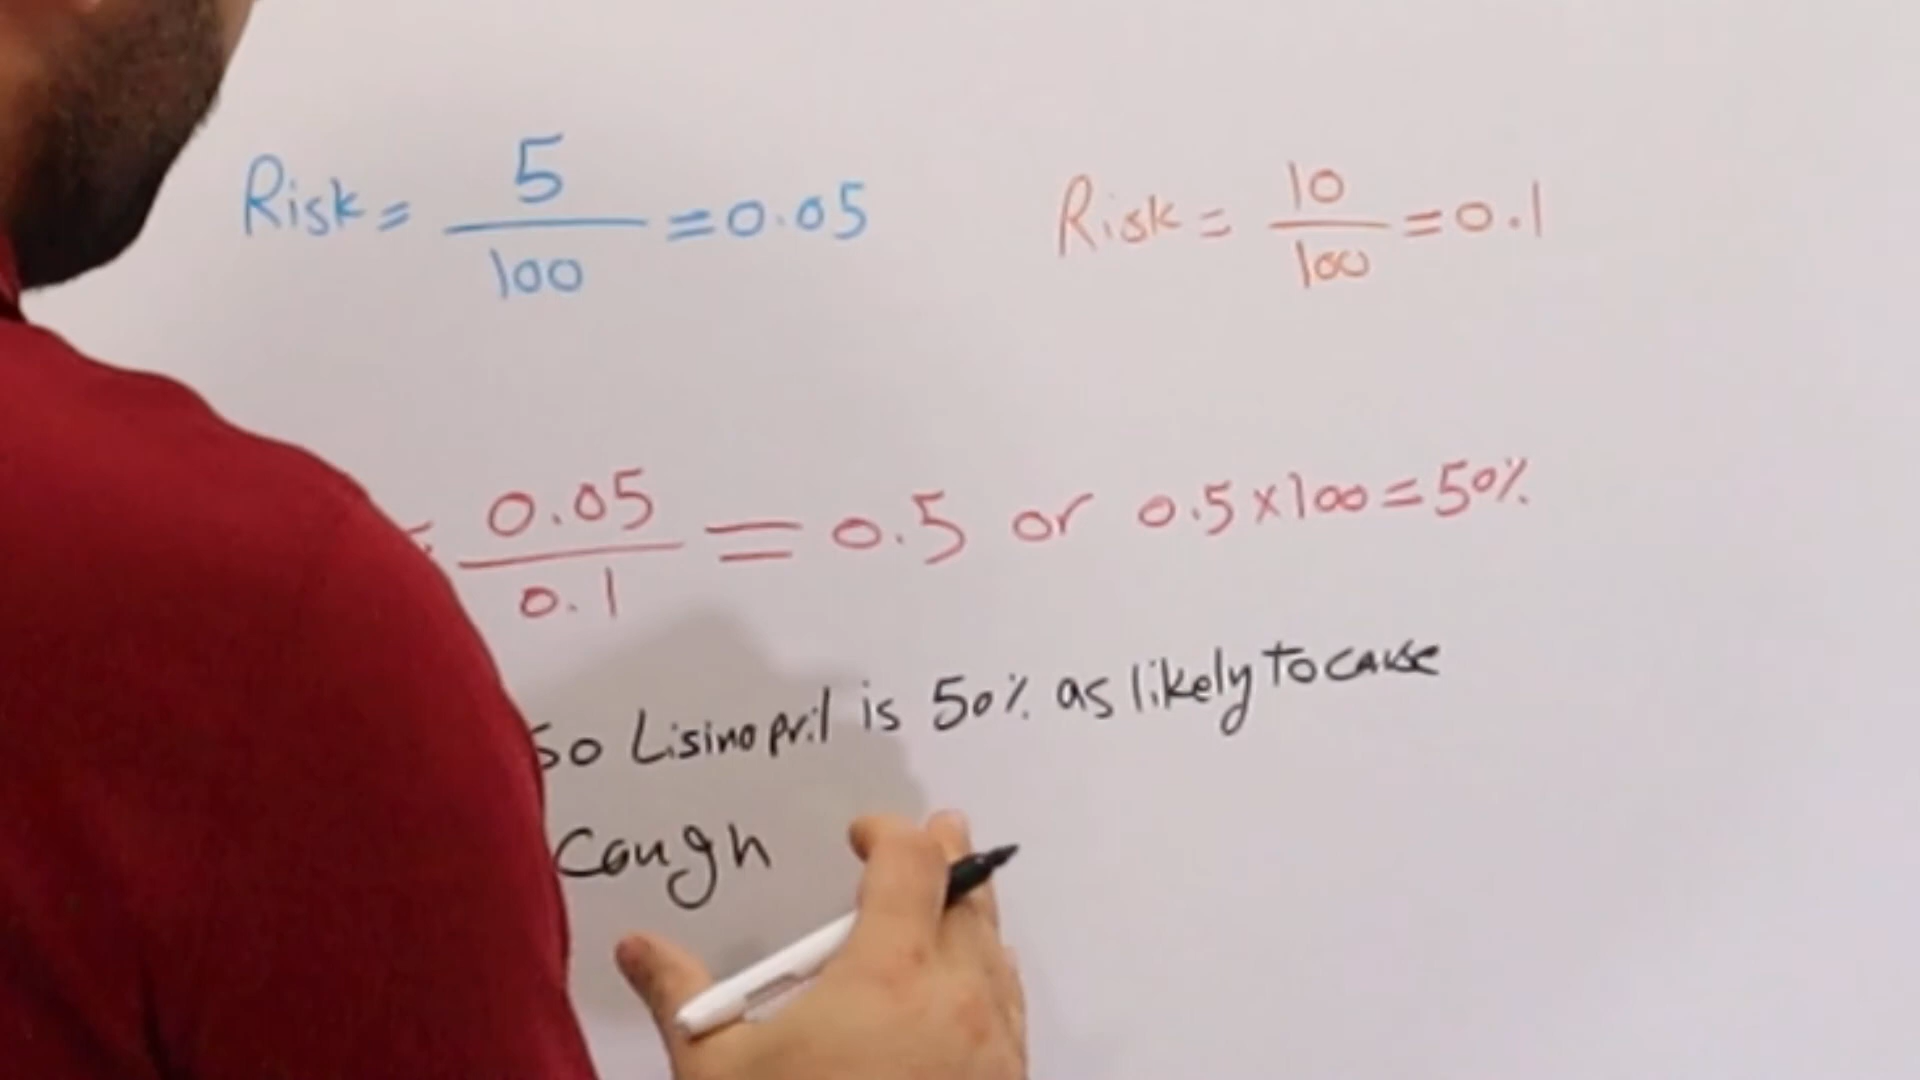 Risk = 5/100 = 0.05
Risk = 10/100 = 0.1
= 0.05/0.1 = 0.5 or 0.5 x 100 = 50%
So Lisinopril is 50% as likely to cause
Cough